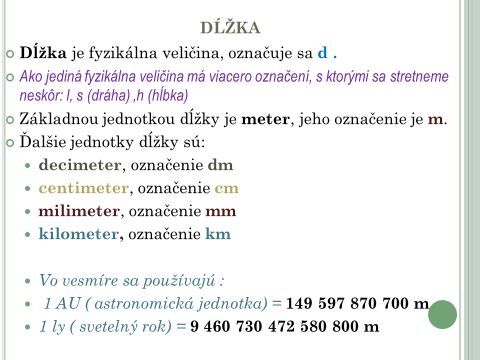 DĹŽKA
Dĺžka je fyzikálna veličina, označuje sa d .
Ako jediná fyzikálna veličina má viacero označení, s ktorými sa stretneme
neskôr: l, s (dráha) ,h (hĺbka)
Základnou jednotkou dĺžky je meter, jeho označenie je m.
Ďalšie jednotky dĺžky sú:
decimeter, označenie dm
centimeter, označenie cm
milimeter, označenie mm
kilometer, označenie km
Vo vesmíre sa používajú :
1 AU ( astronomická jednotka) = 149 597 870 700 m
1 ly ( svetelný rok) = 9 460 730 472 580 800 m